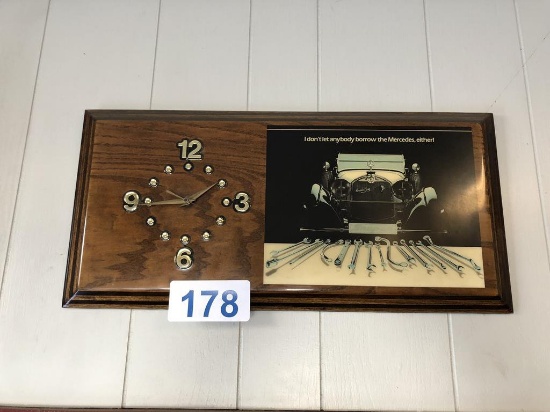 I don't let anybody borrow the Mercedes, either!
12
9 3
6
178